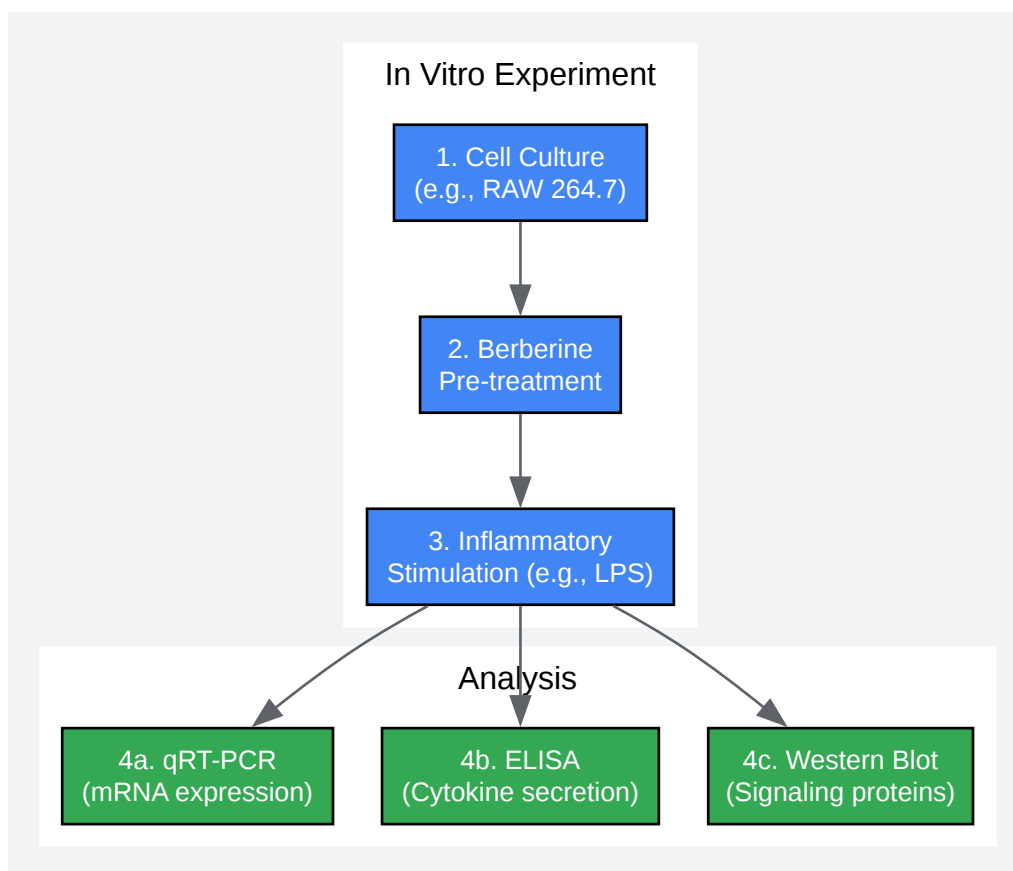 In Vitro Experiment
1. Cell Culture
(e.g., RAW 264.7)
2. Berberine
Pre-treatment
3. Inflammatory
Stimulation (e.g., LPS)
Analysis
4a. qRT-PCR
(mRNA expression)
4b. ELISA
(Cytokine secretion)
4c. Western Blot
(Signaling proteins)